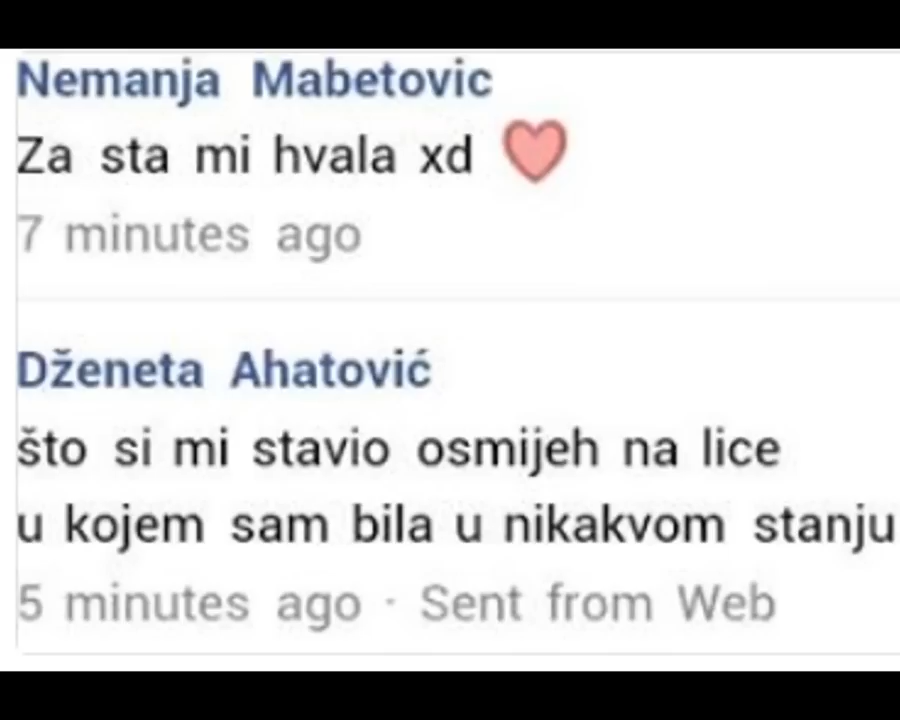 Nemanja Mabetovic
Za sta mi hvala xd
7 minutes ago
Dženeta Ahatović
što si mi stavio osmijeh na lice
u kojem sam bila u nikakvom stanju
5 minutes ago · Sent from Web